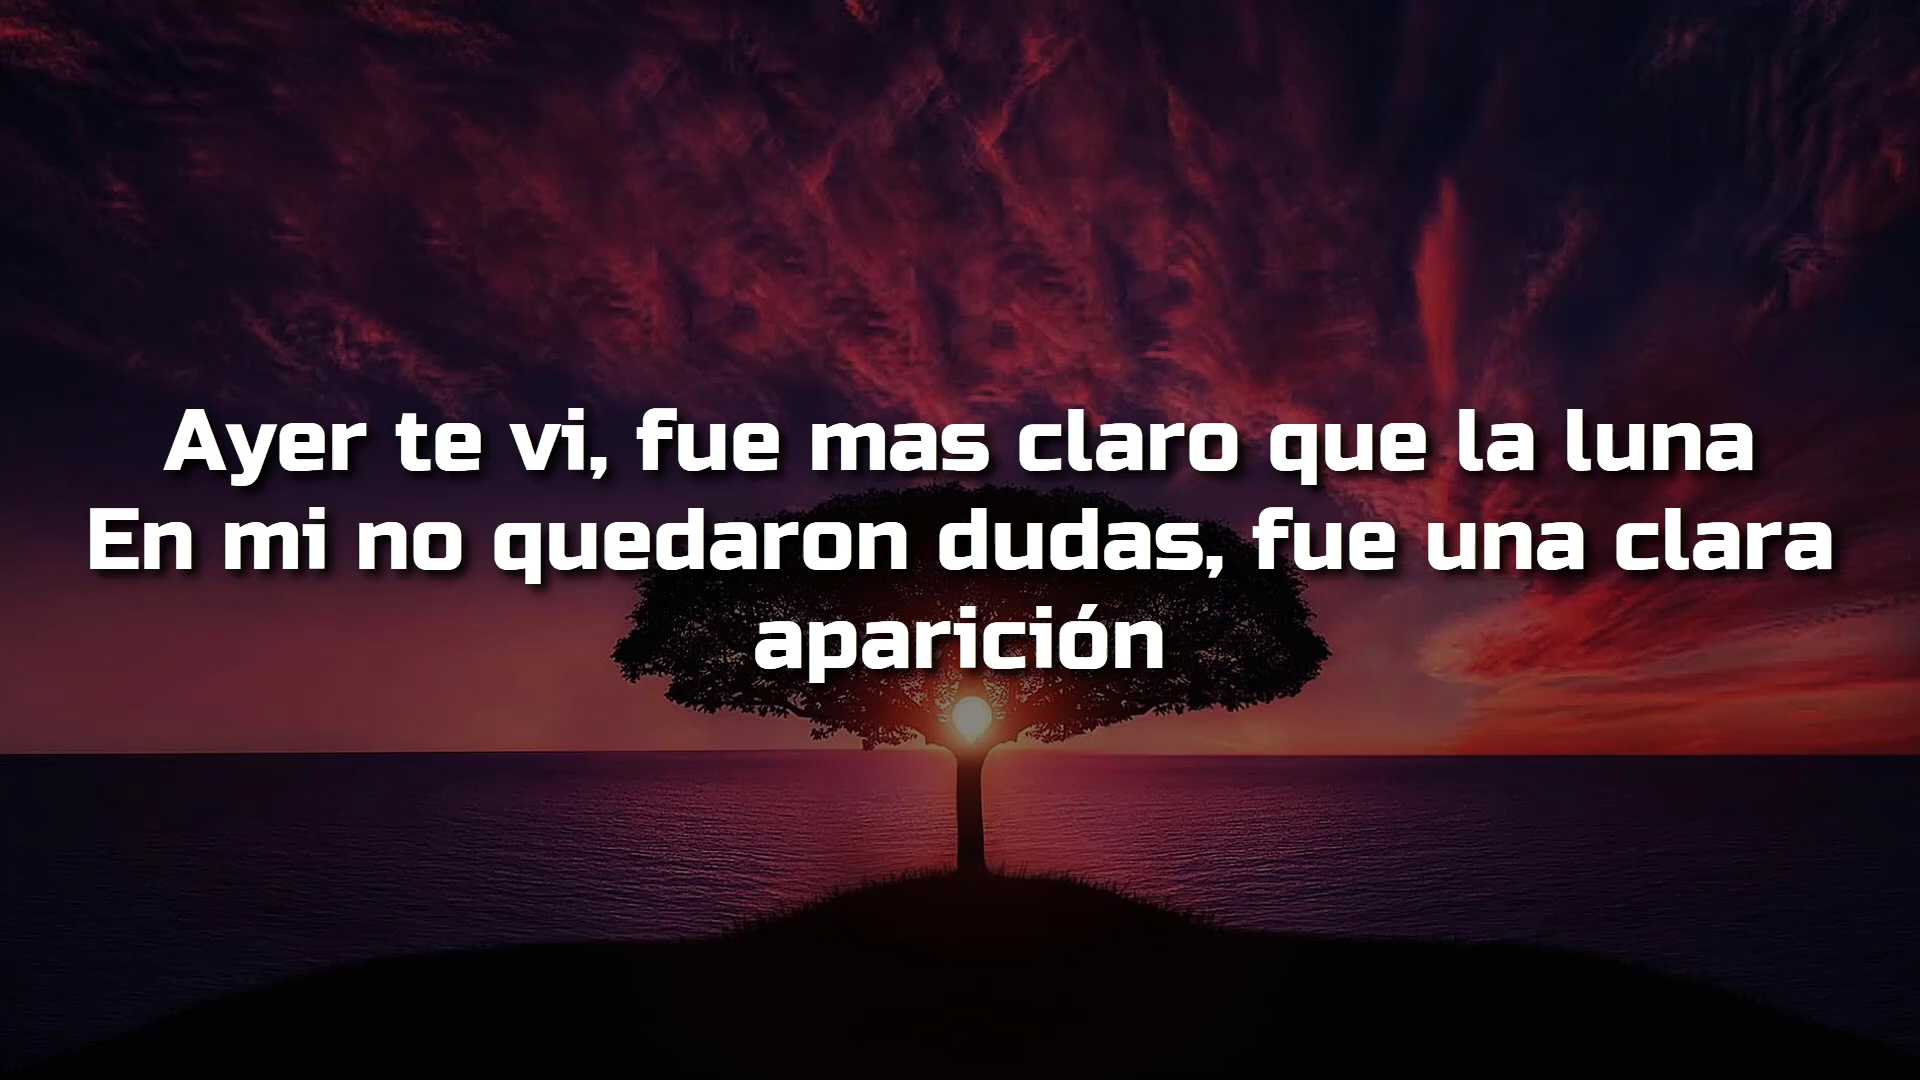 Ayer te vi, fue mas claro que la luna
En mi no quedaron dudas, fue una clara
aparición